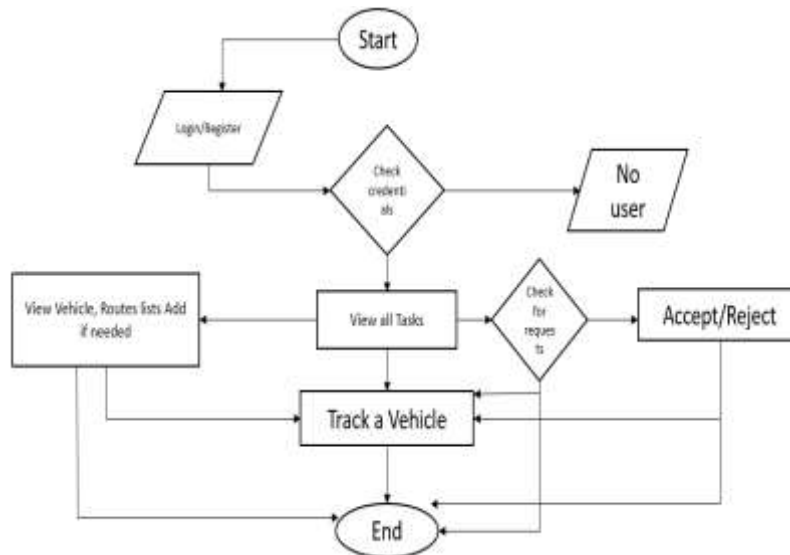 Start
Login/Register
Check
credenti
als
No
user
View Vehicle, Routes lists Add
if needed
View all Tasks
Check
for
reques
ts
Accept/Reject
Track a Vehicle
End